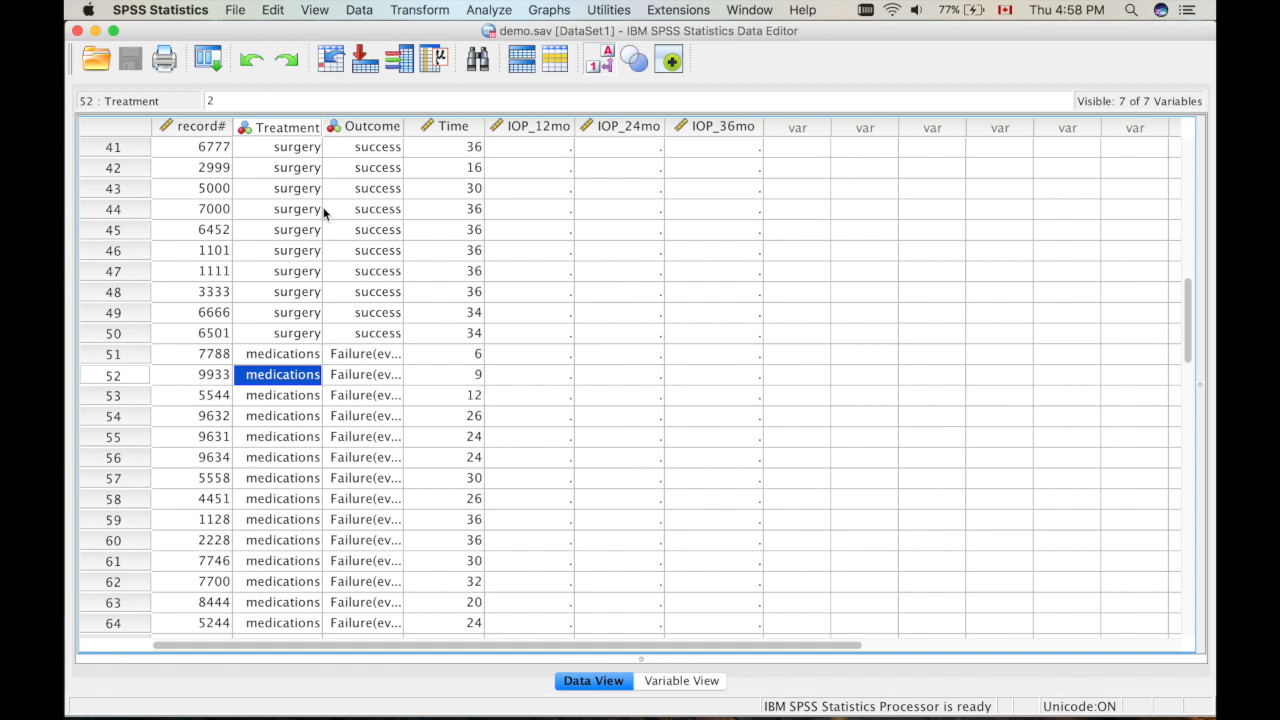 SPSS Statistics File Edit View Data Transform Analyze Graphs Utilities Extensions Window Help 77% Thu 4:58 PM
demo.sav [DataSet1] - IBM SPSS Statistics Data Editor
52 : Treatment 2 Visible: 7 of 7 Variables
record# Treatment Outcome Time IOP_12mo IOP_24mo IOP_36mo var var var var var var
41 6777 surgery success 36 . . .
42 2999 surgery success 16 . . .
43 5000 surgery success 30 . . .
44 7000 surgery success 36 . . .
45 6452 surgery success 36 . . .
46 1101 surgery success 36 . . .
47 1111 surgery success 36 . . .
48 3333 surgery success 36 . . .
49 6666 surgery success 34 . . .
50 6501 surgery success 34 . . .
51 7788 medications Failure(ev... 6 . . .
52 9933 medications Failure(ev... 9 . . .
53 5544 medications Failure(ev... 12 . . .
54 9632 medications Failure(ev... 26 . . .
55 9631 medications Failure(ev... 24 . . .
56 9634 medications Failure(ev... 24 . . .
57 5558 medications Failure(ev... 30 . . .
58 4451 medications Failure(ev... 26 . . .
59 1128 medications Failure(ev... 36 . . .
60 2228 medications Failure(ev... 36 . . .
61 7746 medications Failure(ev... 30 . . .
62 7700 medications Failure(ev... 32 . . .
63 8444 medications Failure(ev... 20 . . .
64 5244 medications Failure(ev... 24 . . .
Data View Variable View
IBM SPSS Statistics Processor is ready Unicode:ON